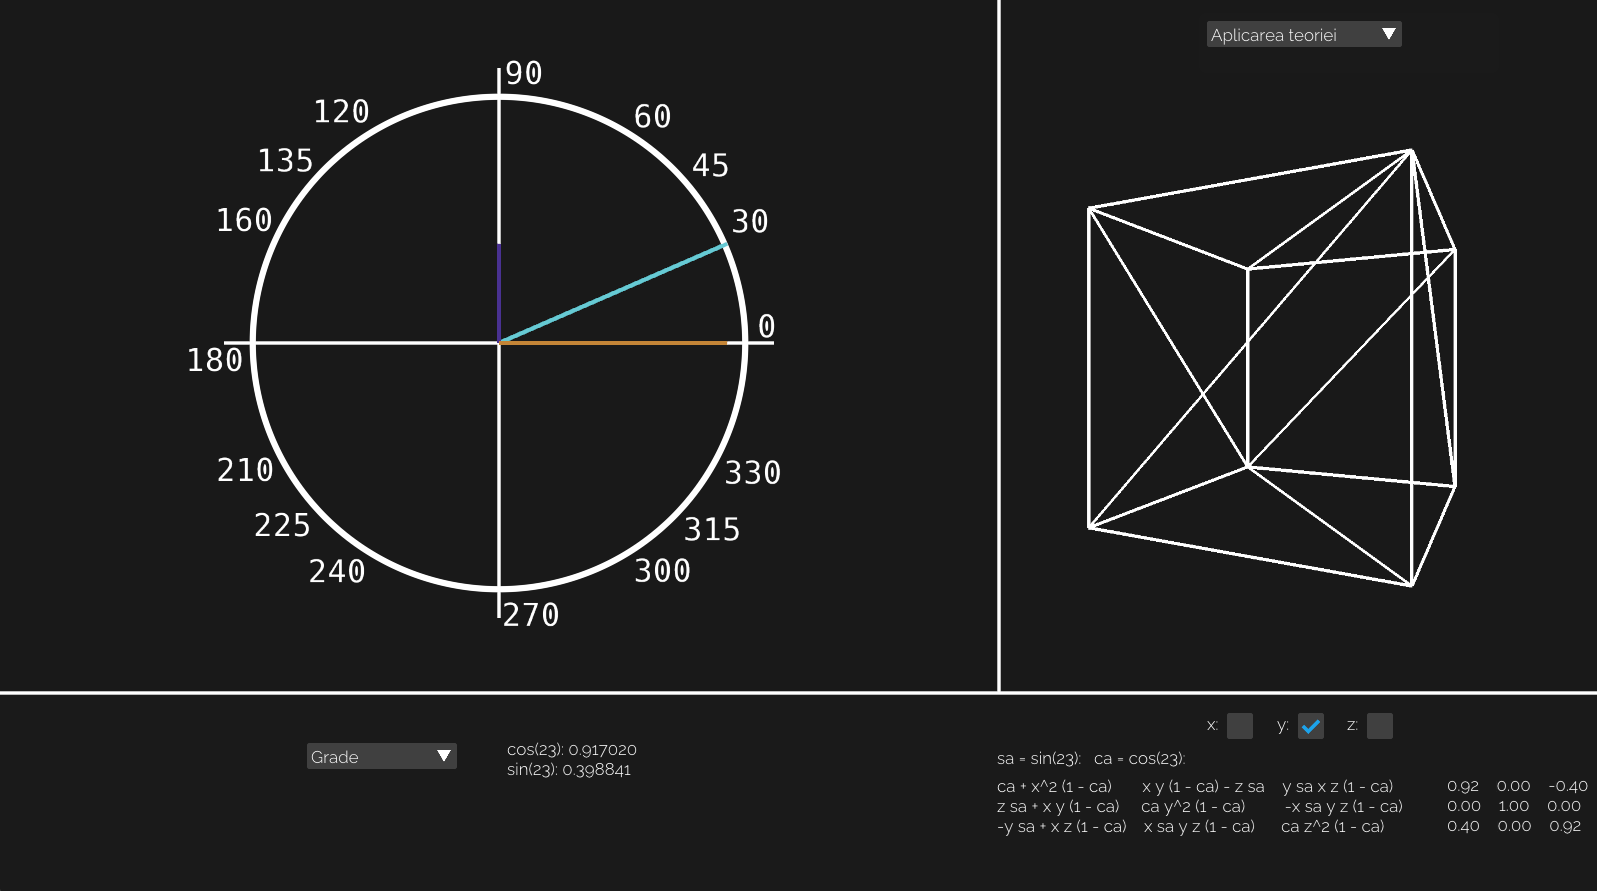 Aplicarea teoriei
90
120
60
135
45
160
30
0
180
210
330
225
315
240
300
270
x: y: z:
Grade
cos(23): 0.917020
sin(23): 0.398841
sa = sin(23): ca = cos(23):
ca + x^2 (1 - ca) x y (1 - ca) - z sa y sa x z (1 - ca) 0.92 0.00 -0.40
z sa + x y (1 - ca) ca y^2 (1 - ca) -x sa y z (1 - ca) 0.00 1.00 0.00
-y sa + x z (1 - ca) x sa y z (1 - ca) ca z^2 (1 - ca) 0.40 0.00 0.92